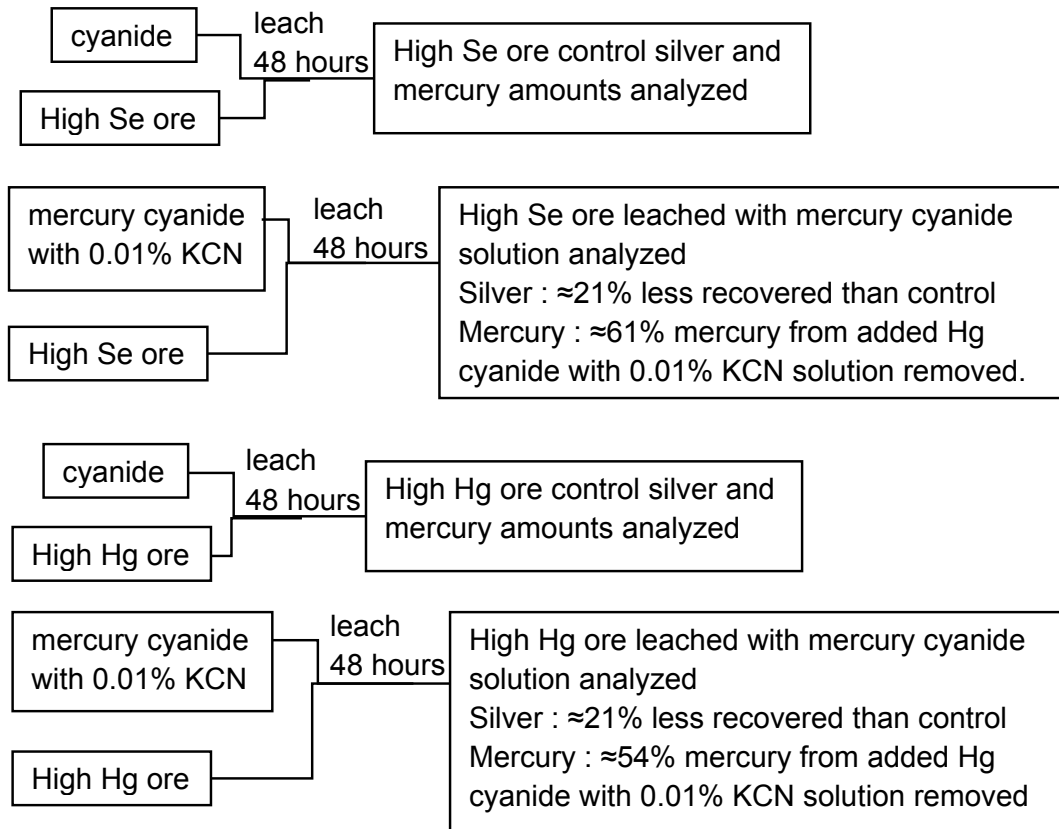 cyanide
leach
48 hours
High Se ore
High Se ore control silver and
mercury amounts analyzed
mercury cyanide
with 0.01% KCN
leach
48 hours
High Se ore
High Se ore leached with mercury cyanide
solution analyzed
Silver : ≈21% less recovered than control
Mercury : ≈61% mercury from added Hg
cyanide with 0.01% KCN solution removed.
cyanide
leach
48 hours
High Hg ore
High Hg ore control silver and
mercury amounts analyzed
mercury cyanide
with 0.01% KCN
leach
48 hours
High Hg ore
High Hg ore leached with mercury cyanide
solution analyzed
Silver : ≈21% less recovered than control
Mercury : ≈54% mercury from added Hg
cyanide with 0.01% KCN solution removed